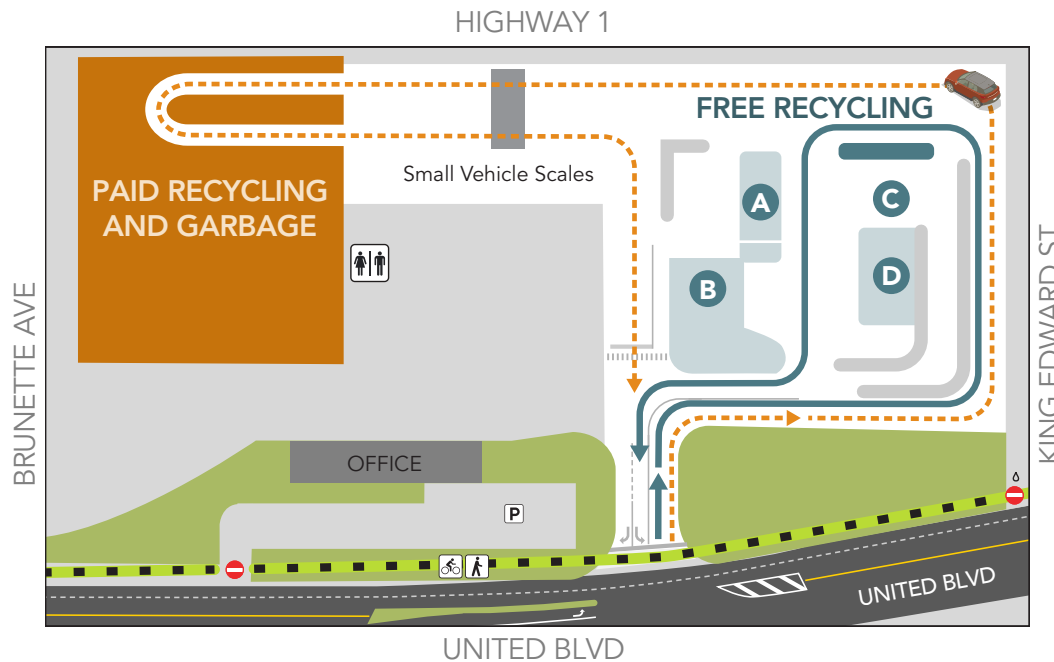 HIGHWAY 1
FREE RECYCLING
Small Vehicle Scales
PAID RECYCLING
AND GARBAGE
A
C
B
D
BRUNETTE AVE
KING EDWARD ST
OFFICE
P
UNITED BLVD
UNITED BLVD